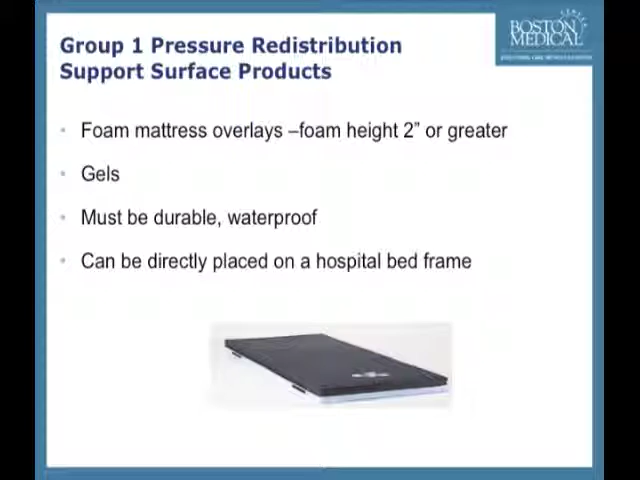 Group 1 Pressure Redistribution
Support Surface Products
BOSTON
MEDICAL
CENTER
• Foam mattress overlays –foam height 2” or greater
• Gels
• Must be durable, waterproof
• Can be directly placed on a hospital bed frame